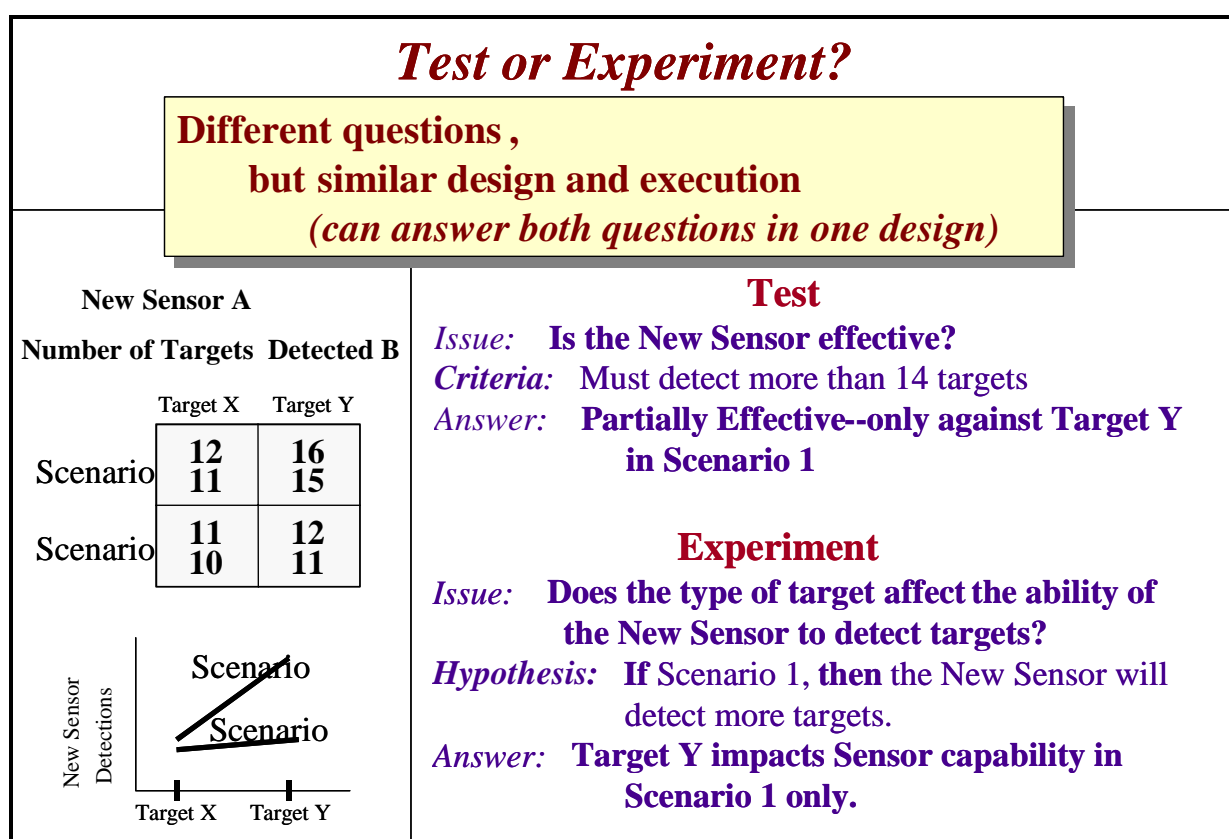 Test or Experiment?
Different questions ,
but similar design and execution
(can answer both questions in one design)
New Sensor A
Number of Targets Detected B
Target X Target Y
Scenario 12 16
11 15
Scenario 11 12
10 11
New Sensor
Detections
Scenario
Scenario
Target X Target Y
Test
Issue: Is the New Sensor effective?
Criteria: Must detect more than 14 targets
Answer: Partially Effective--only against Target Y
in Scenario 1
Experiment
Issue: Does the type of target affect the ability of
the New Sensor to detect targets?
Hypothesis: If Scenario 1, then the New Sensor will
detect more targets.
Answer: Target Y impacts Sensor capability in
Scenario 1 only.